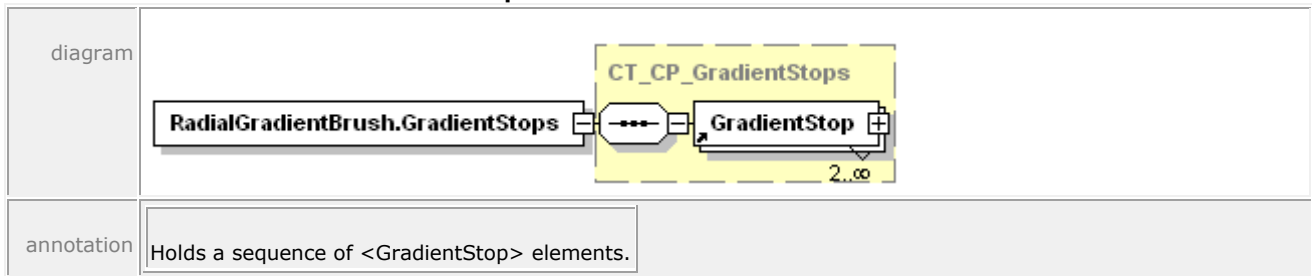 diagram
CT_CP_GradientStops
RadialGradientBrush.GradientStops
GradientStop
2..∞
annotation
Holds a sequence of <GradientStop> elements.